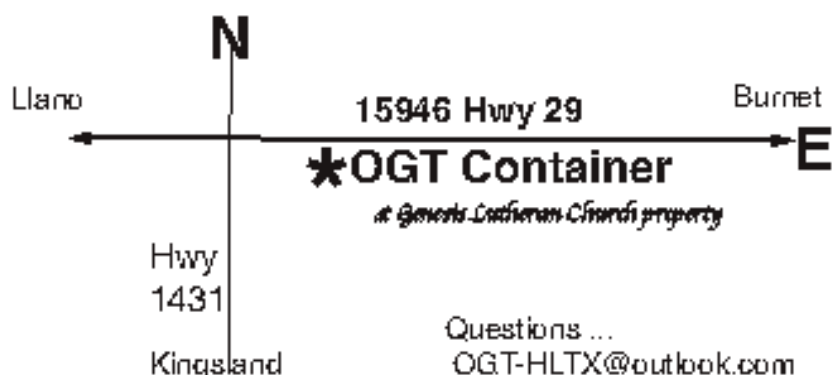 N
Llano
15946 Hwy 29
Burnet
E
*OGT Container
at Genesis Lutheran Church property
Hwy
1431
Questions ...
Kingsland
OGT-HLTX@outlook.com